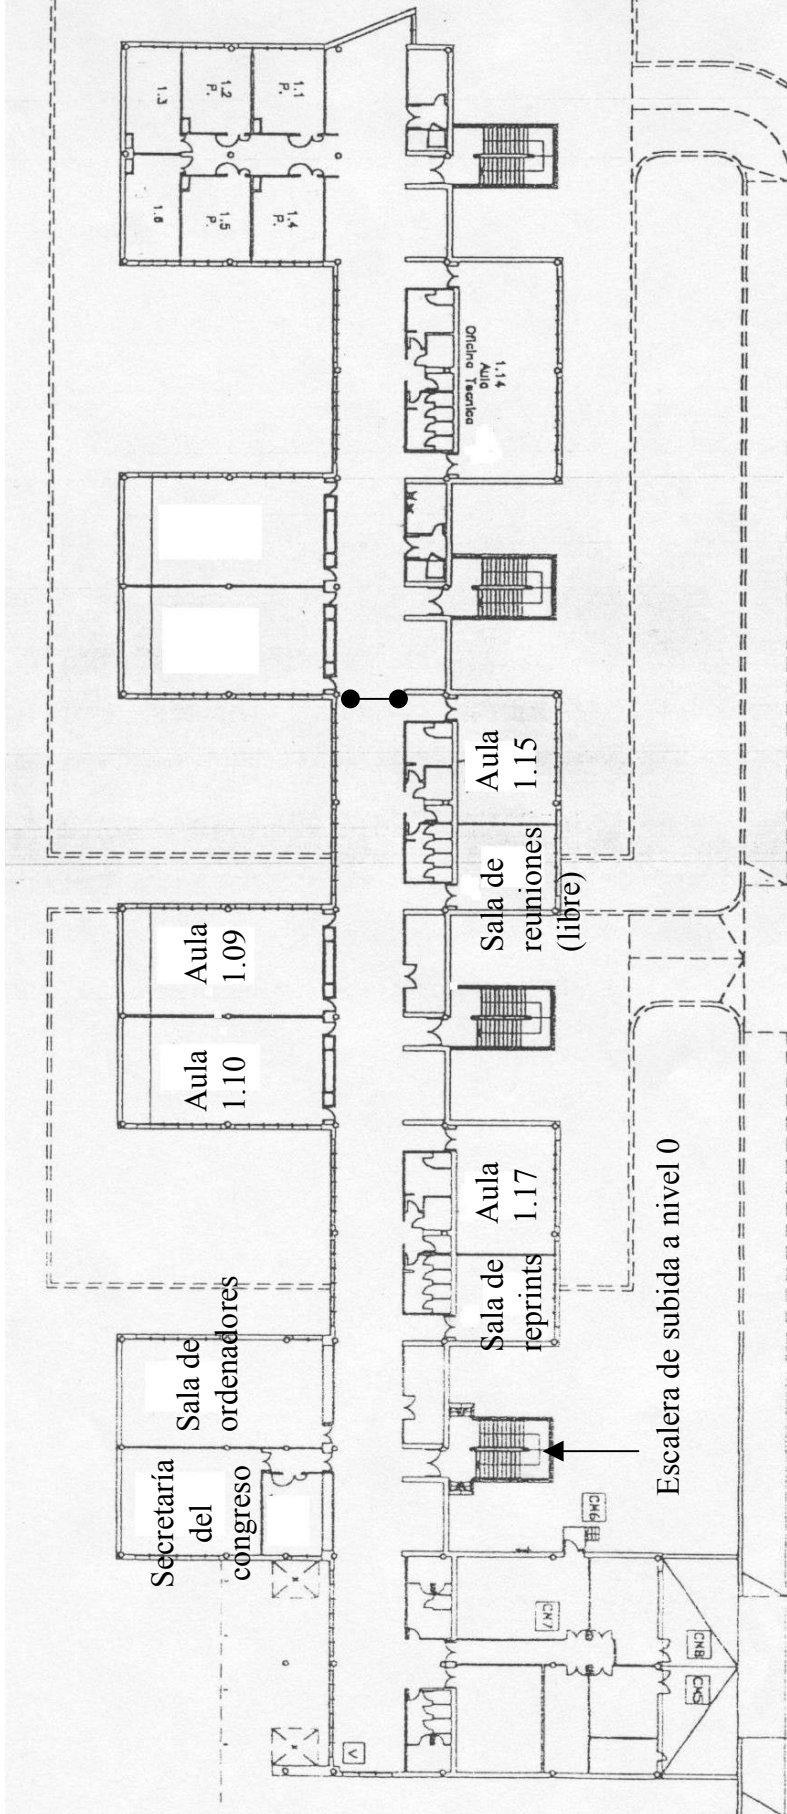 1.3
1.2
P.
1.1
P.
1.6
1.5
P.
1.4
P.
1.14
Aula
Oficina Tecnica
Aula
1.15
Sala de
reuniones
(libre)
Aula
1.09
Aula
1.10
Aula
1.17
Sala de
reprints
Sala de
ordenadores
Secretaría
del
congreso
Escalera de subida a nivel 0
CM6
CM7
CM8
CM5
V